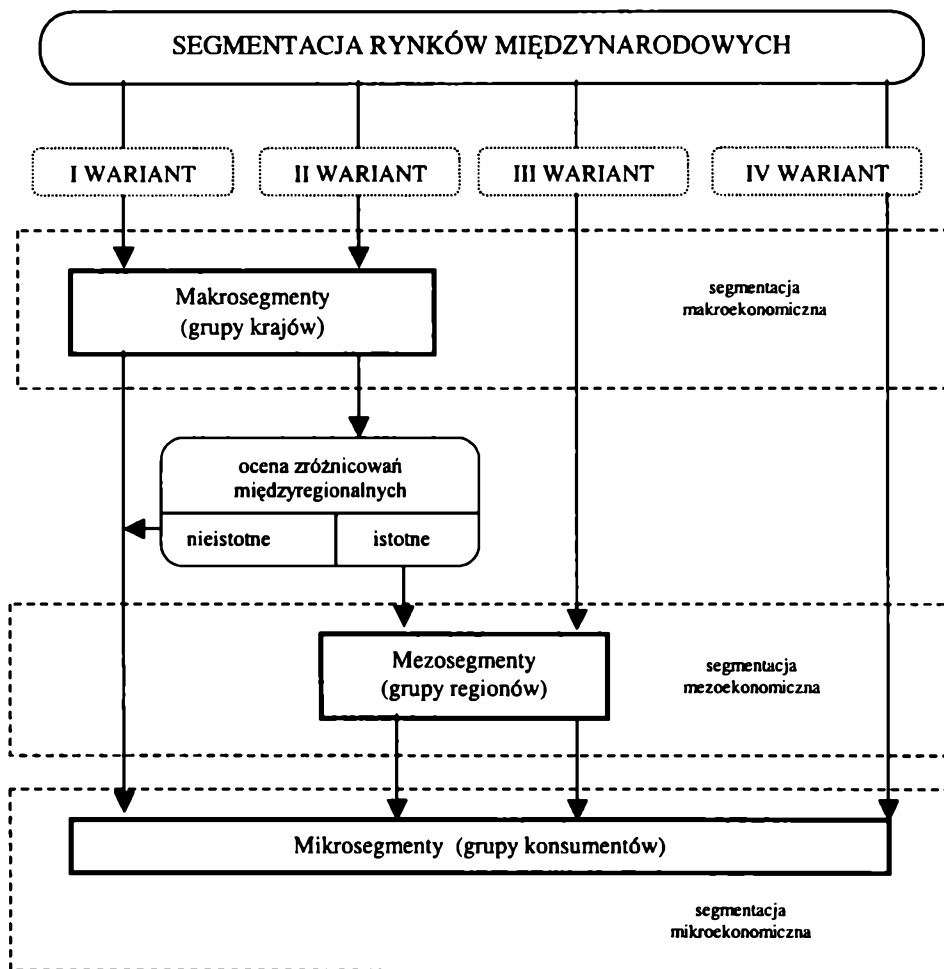 SEGMENTACJA RYNKÓW MIĘDZYNARODOWYCH
I WARIANT
II WARIANT
III WARIANT
IV WARIANT
Makrosegmenty
(grupy krajów)
segmentacja
makroekonomiczna
ocena zróżnicowań
międzyregionalnych
nieistotne
istotne
Mezosegmenty
(grupy regionów)
segmentacja
mezoekonomiczna
Mikrosegmenty (grupy konsumentów)
segmentacja
mikroekonomiczna